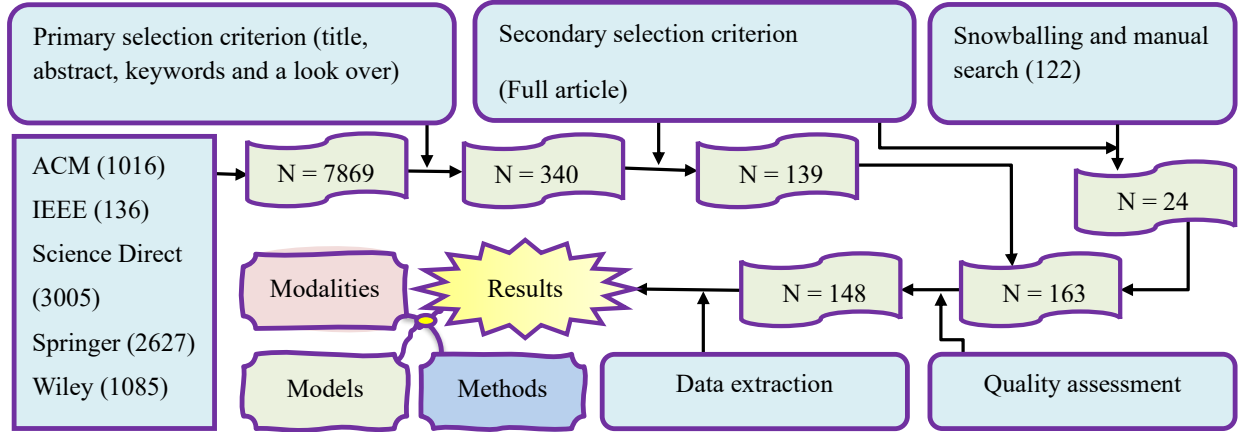 Primary selection criterion (title,
abstract, keywords and a look over)
Secondary selection criterion
(Full article)
Snowballing and manual
search (122)
ACM (1016)
IEEE (136)
Science Direct
(3005)
Springer (2627)
Wiley (1085)
N = 7869
N = 340
N = 139
N = 24
N = 163
N = 148
Results
Modalities
Models
Methods
Data extraction
Quality assessment